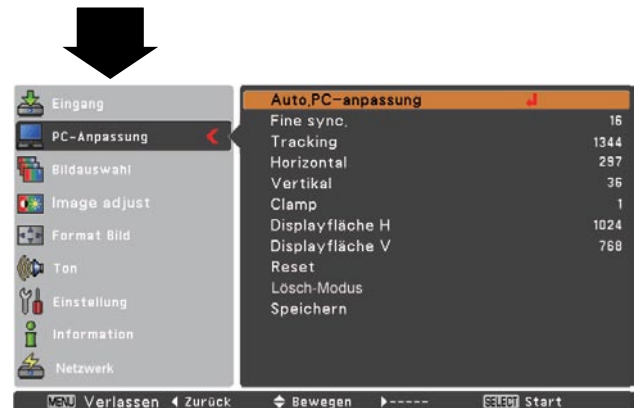 Eingang
PC-Anpassung
Bildauswahl
Image adjust
Format Bild
Ton
Einstellung
Information
Netzwerk
Auto,PC-anpassung
Fine sync. 16
Tracking 1344
Horizontal 297
Vertikal 36
Clamp 1
Displayfläche H 1024
Displayfläche V 768
Reset
Lösch-Modus
Speichern
MENU Verlassen Zurück Bewegen ----- SELECT Start